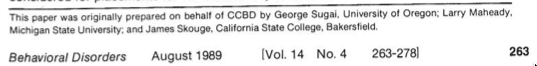 This paper was originally prepared on behalf of CCBD by George Sugai, University of Oregon; Larry Maheady,
Michigan State University; and James Skouge, California State College, Bakersfield.
Behavioral Disorders August 1989 [Vol. 14 No. 4 263-278] 263